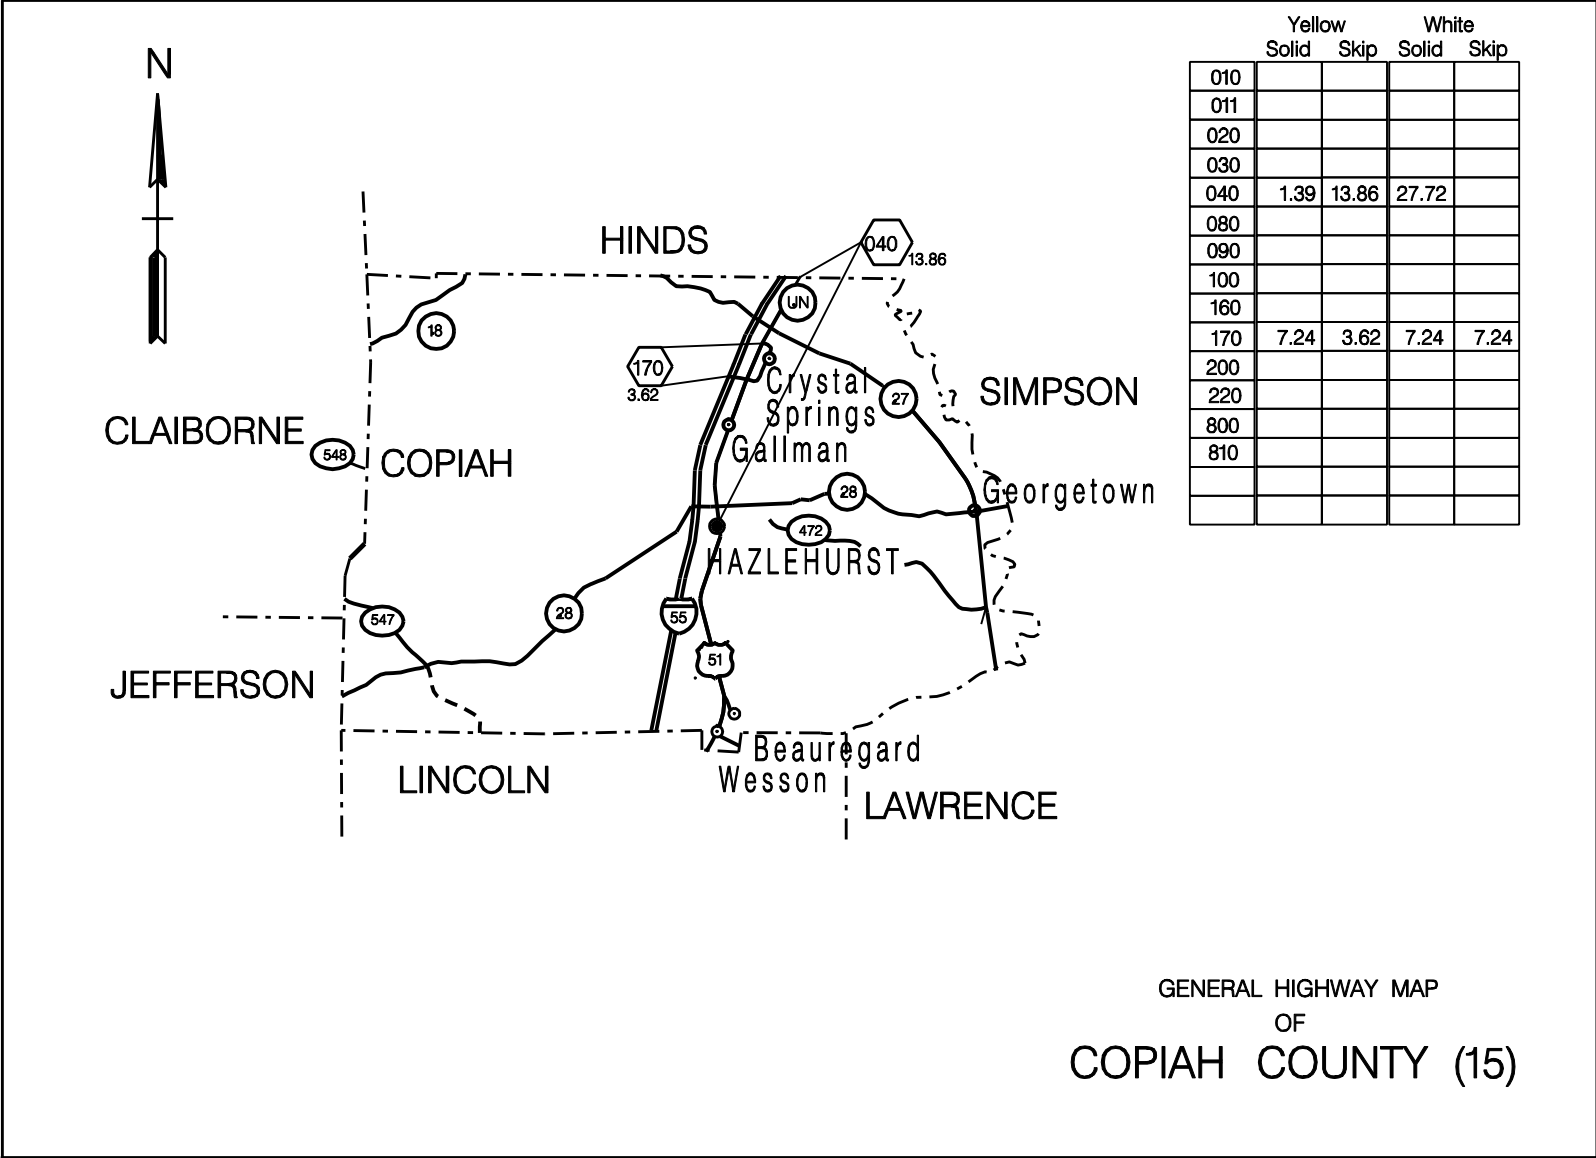 N
Yellow White
Solid Skip Solid Skip
010
011
020
030
040 1.39 13.86 27.72
080
090
100
160
170 7.24 3.62 7.24 7.24
200
220
800
810
HINDS
040
13.86
UN
18
170
3.62
Crystal
Springs
27
SIMPSON
CLAIBORNE
548
COPIAH
Gallman
28
Georgetown
472
HAZLEHURST
547
28
55
51
JEFFERSON
Beauregard
Wesson
LINCOLN
LAWRENCE
GENERAL HIGHWAY MAP
OF
COPIAH COUNTY (15)